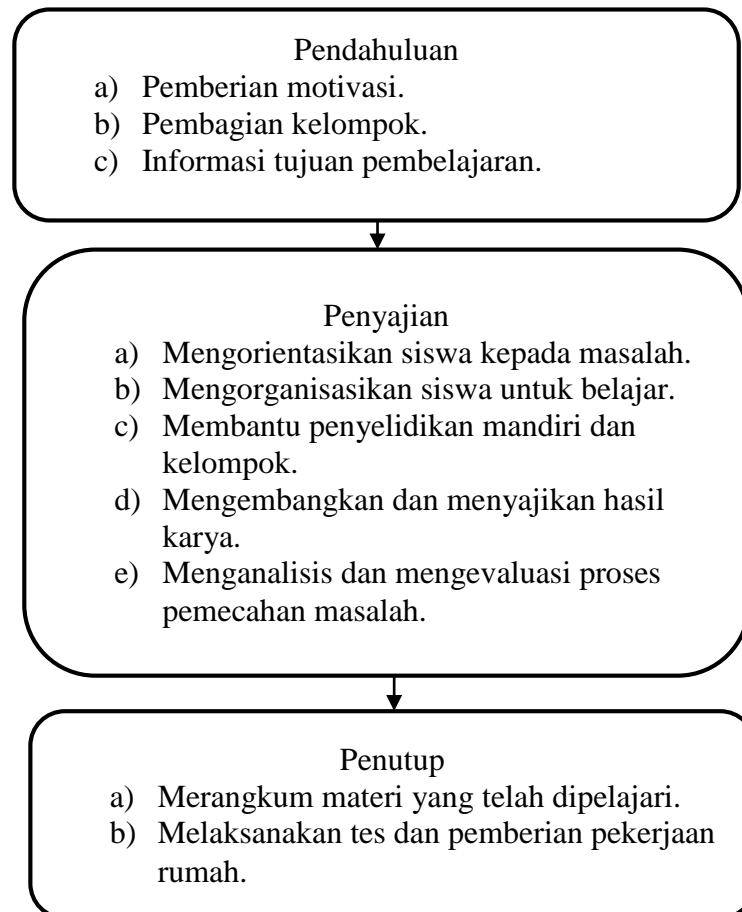 Pendahuluan
a) Pemberian motivasi.
b) Pembagian kelompok.
c) Informasi tujuan pembelajaran.
Penyajian
a) Mengorientasikan siswa kepada masalah.
b) Mengorganisasikan siswa untuk belajar.
c) Membantu penyelidikan mandiri dan
kelompok.
d) Mengembangkan dan menyajikan hasil
karya.
e) Menganalisis dan mengevaluasi proses
pemecahan masalah.
Penutup
a) Merangkum materi yang telah dipelajari.
b) Melaksanakan tes dan pemberian pekerjaan
rumah.